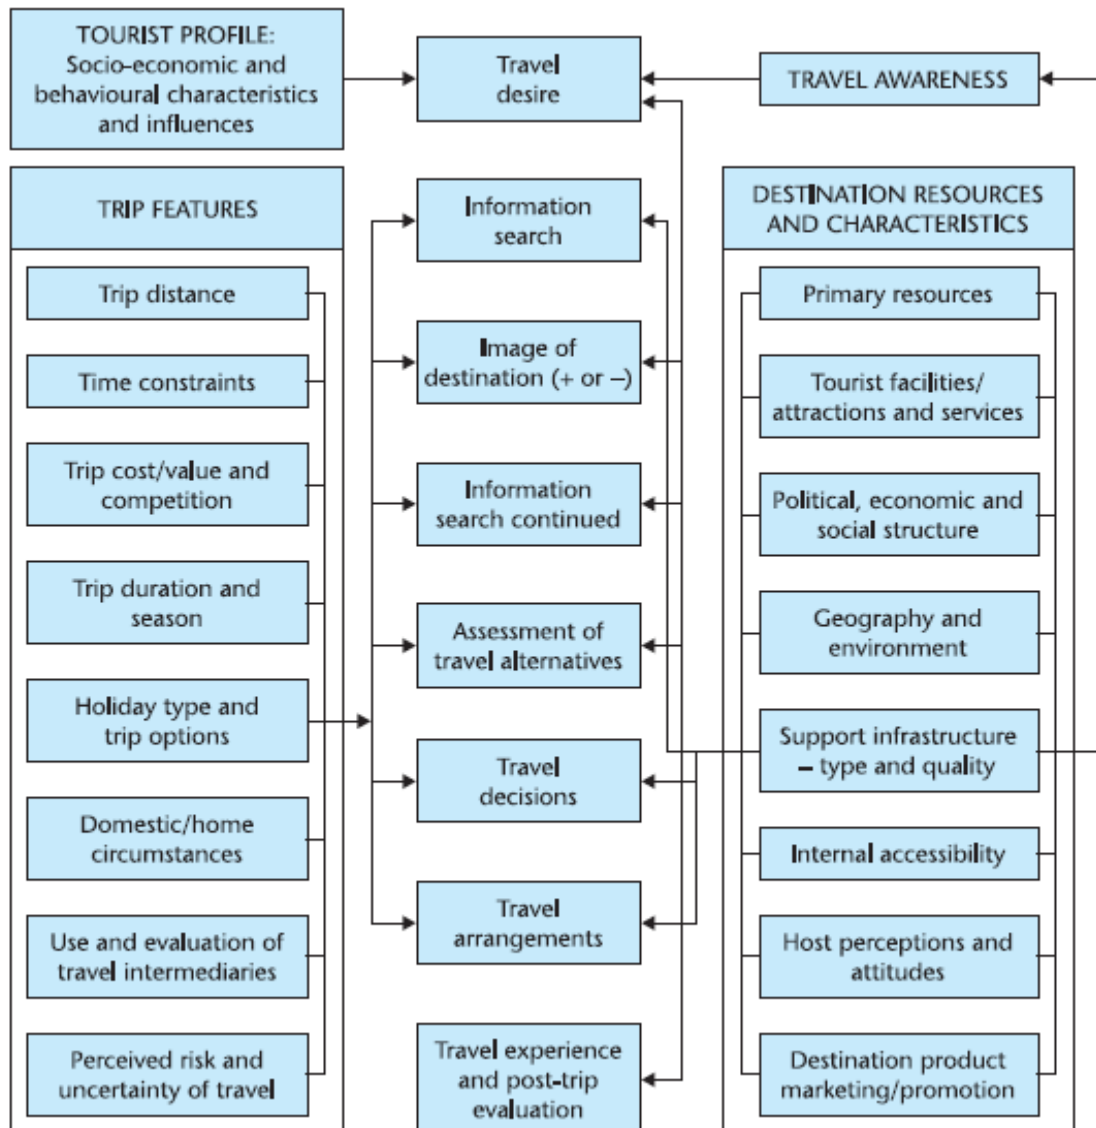 TOURIST PROFILE:
Socio-economic and
behavioural characteristics
and influences
Travel
desire
TRAVEL AWARENESS
TRIP FEATURES
Trip distance
Time constraints
Trip cost/value and
competition
Trip duration and
season
Holiday type and
trip options
Domestic/home
circumstances
Use and evaluation of
travel intermediaries
Perceived risk and
uncertainty of travel
Information
search
Image of
destination (+ or –)
Information
search continued
Assessment of
travel alternatives
Travel
decisions
Travel
arrangements
Travel experience
and post-trip
evaluation
DESTINATION RESOURCES
AND CHARACTERISTICS
Primary resources
Tourist facilities/
attractions and services
Political, economic and
social structure
Geography and
environment
Support infrastructure
– type and quality
Internal accessibility
Host perceptions and
attitudes
Destination product
marketing/promotion